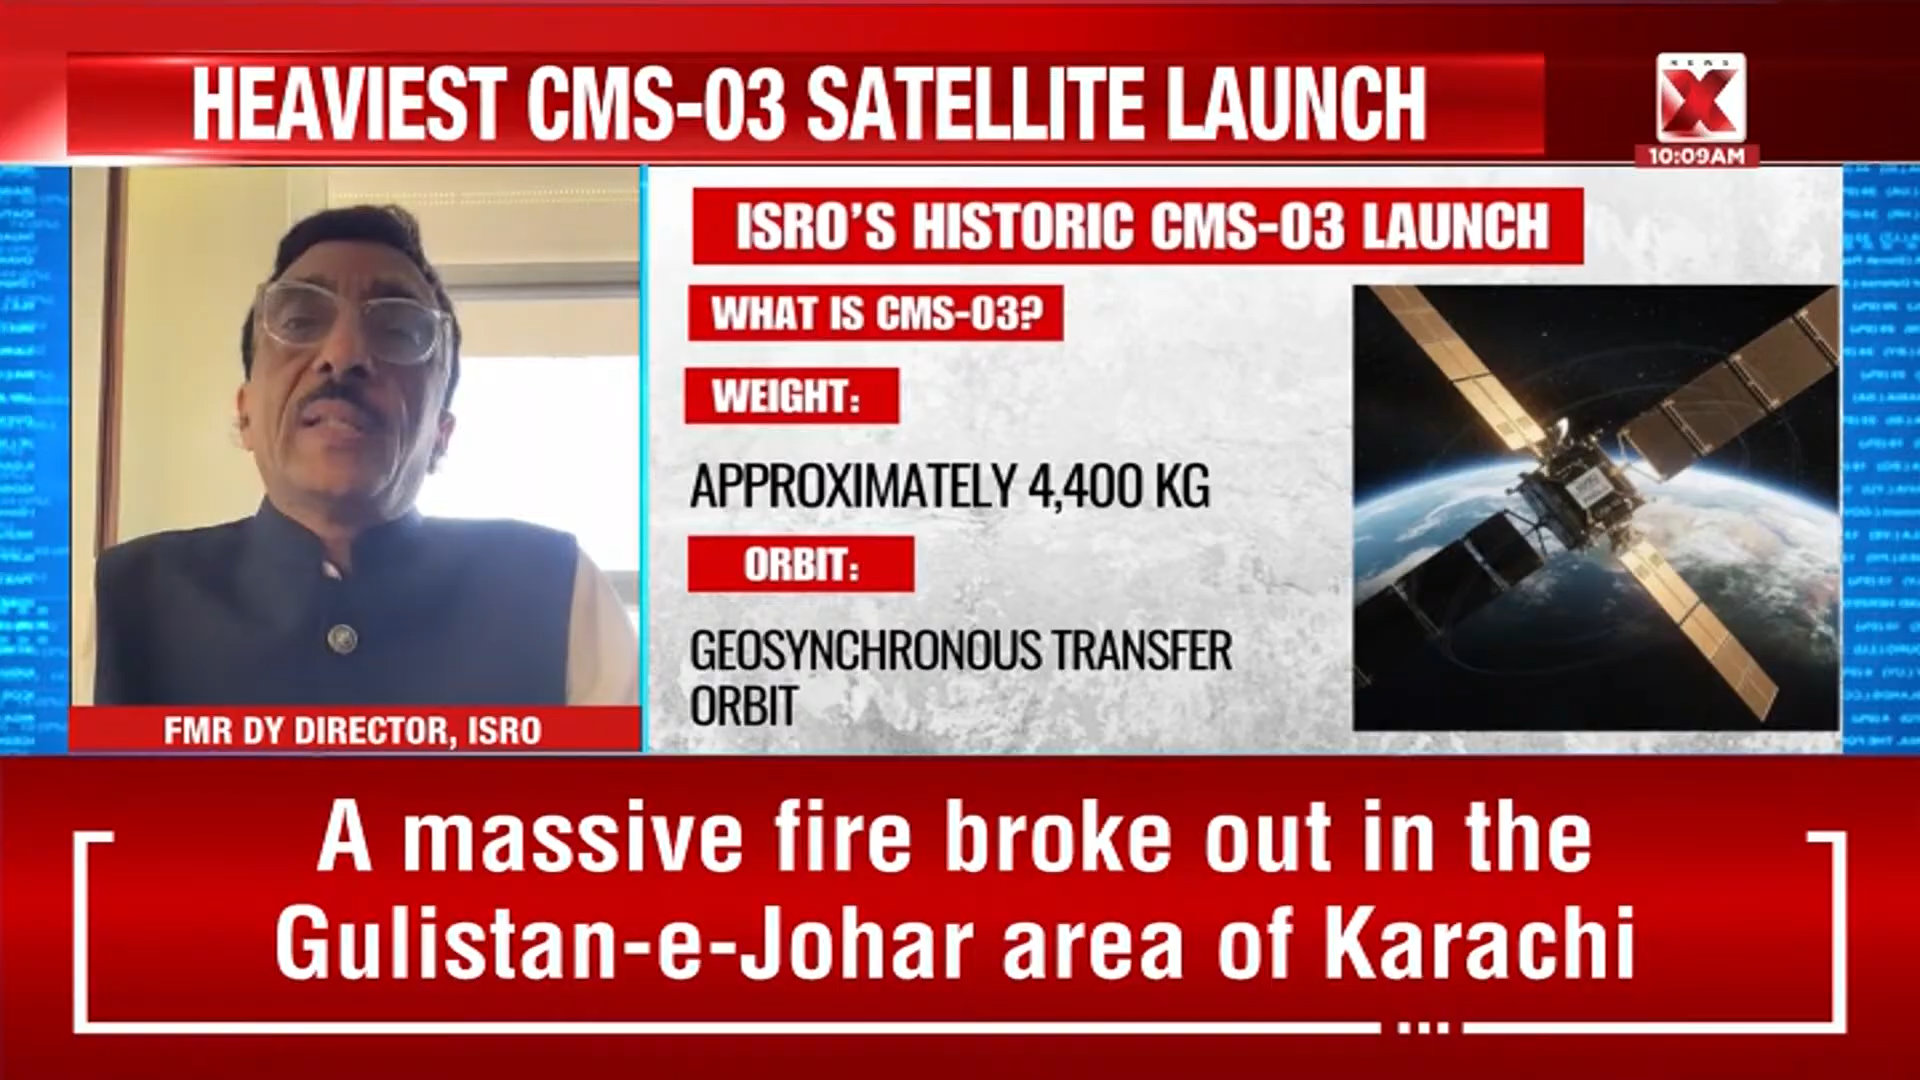 HEAVIEST CMS-03 SATELLITE LAUNCH
NEWS
X
10:09AM
ISRO'S HISTORIC CMS-03 LAUNCH
WHAT IS CMS-03?
WEIGHT:
APPROXIMATELY 4,400 KG
ORBIT:
GEOSYNCHRONOUS TRANSFER
ORBIT
FMR DY DIRECTOR, ISRO
A massive fire broke out in the
Gulistan-e-Johar area of Karachi